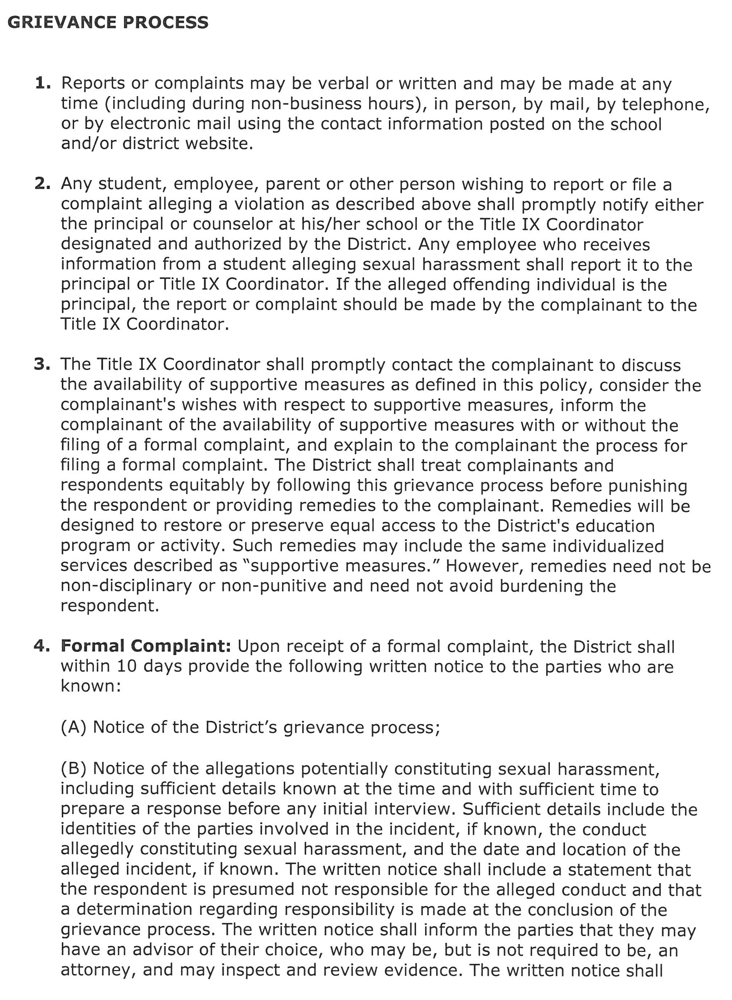 GRIEVANCE PROCESS
1. Reports or complaints may be verbal or written and may be made at any
time (including during non-business hours), in person, by mail, by telephone,
or by electronic mail using the contact information posted on the school
and/or district website.
2. Any student, employee, parent or other person wishing to report or file a
complaint alleging a violation as described above shall promptly notify either
the principal or counselor at his/her school or the Title IX Coordinator
designated and authorized by the District. Any employee who receives
information from a student alleging sexual harassment shall report it to the
principal or Title IX Coordinator. If the alleged offending individual is the
principal, the report or complaint should be made by the complainant to the
Title IX Coordinator.
3. The Title IX Coordinator shall promptly contact the complainant to discuss
the availability of supportive measures as defined in this policy, consider the
complainant's wishes with respect to supportive measures, inform the
complainant of the availability of supportive measures with or without the
filing of a formal complaint, and explain to the complainant the process for
filing a formal complaint. The District shall treat complainants and
respondents equitably by following this grievance process before punishing
the respondent or providing remedies to the complainant. Remedies will be
designed to restore or preserve equal access to the District's education
program or activity. Such remedies may include the same individualized
services described as “supportive measures.” However, remedies need not be
non-disciplinary or non-punitive and need not avoid burdening the
respondent.
4. Formal Complaint: Upon receipt of a formal complaint, the District shall
within 10 days provide the following written notice to the parties who are
known:
(A) Notice of the District’s grievance process;
(B) Notice of the allegations potentially constituting sexual harassment,
including sufficient details known at the time and with sufficient time to
prepare a response before any initial interview. Sufficient details include the
identities of the parties involved in the incident, if known, the conduct
allegedly constituting sexual harassment, and the date and location of the
alleged incident, if known. The written notice shall include a statement that
the respondent is presumed not responsible for the alleged conduct and that
a determination regarding responsibility is made at the conclusion of the
grievance process. The written notice shall inform the parties that they may
have an advisor of their choice, who may be, but is not required to be, an
attorney, and may inspect and review evidence. The written notice shall